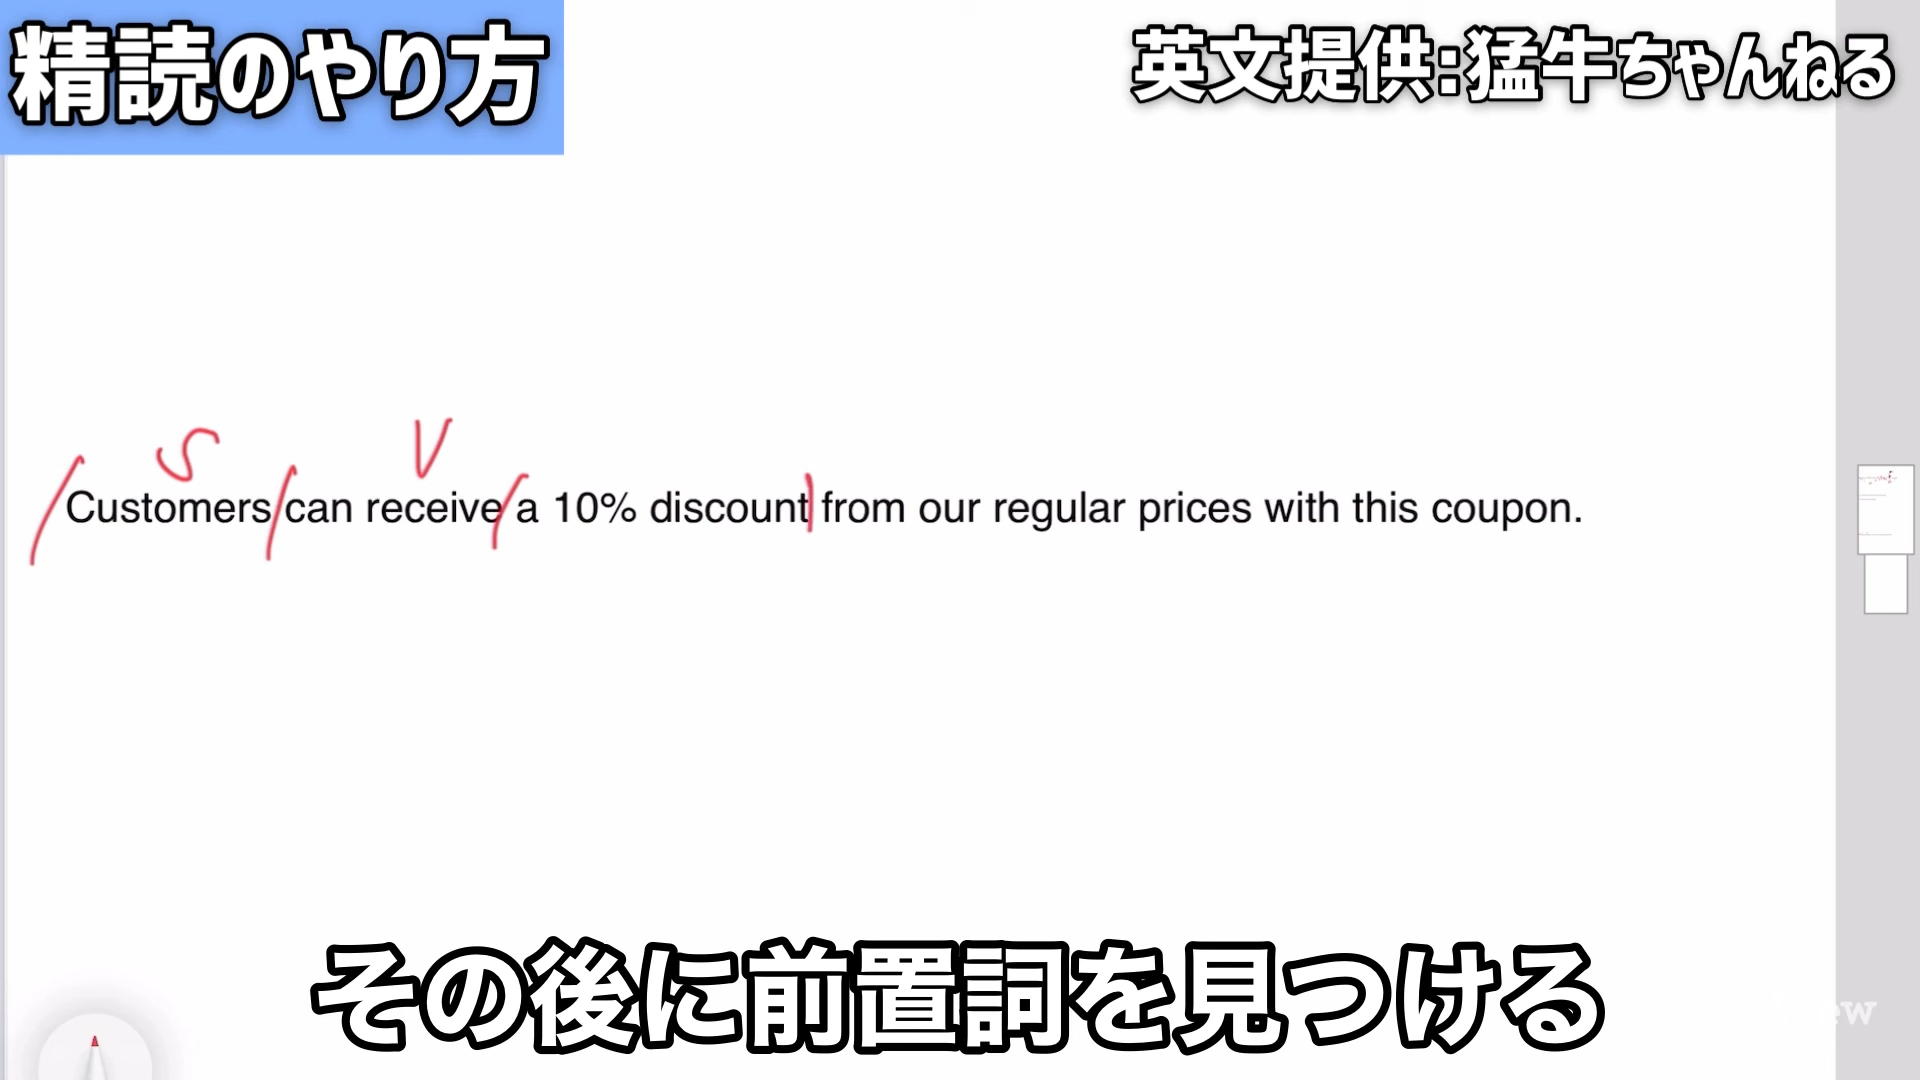 精読のやり方
英文提供:猛牛ちゃんねる
S V
/Customers/can receive/a 10% discount|from our regular prices with this coupon.
その後に前置詞を見つける